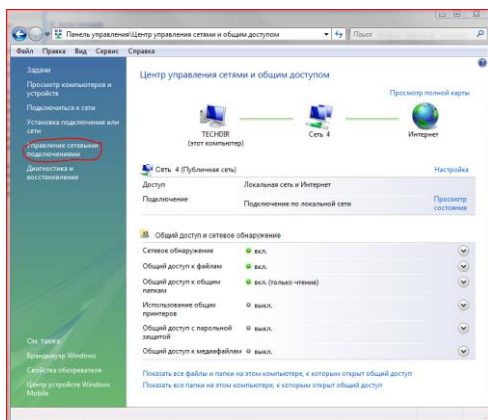 Панель управления\Центр управления сетями и общим доступом
Поиск
Файл Правка Вид Сервис Справка
Задачи
Просмотр компьютеров и
устройств
Подключиться к сети
Установка подключения или
сети
Управление сетевыми
подключениями
Диагностика и
восстановление
См. также
Брандмауэр Windows
Свойства обозревателя
Центр устройств Windows
Mobile
Центр управления сетями и общим доступом
Просмотр полной карты
TECHDIR
(этот компьютер)
Сеть 4
Интернет
Сеть 4 (Публичная сеть)
Настройка
Доступ
Локальная сеть и Интернет
Подключение
Подключение по локальной сети
Просмотр
состояния
Общий доступ и сетевое обнаружение
Сетевое обнаружение
вкл.
Общий доступ к файлам
вкл.
Общий доступ к общим
папкам
вкл. (только чтение)
Использование общих
принтеров
выкл.
Общий доступ с парольной
защитой
выкл.
Общий доступ к медиафайлам
выкл.
Показать все файлы и папки на этом компьютере, к которым открыт общий доступ
Показать все папки на этом компьютере, к которым открыт общий доступ